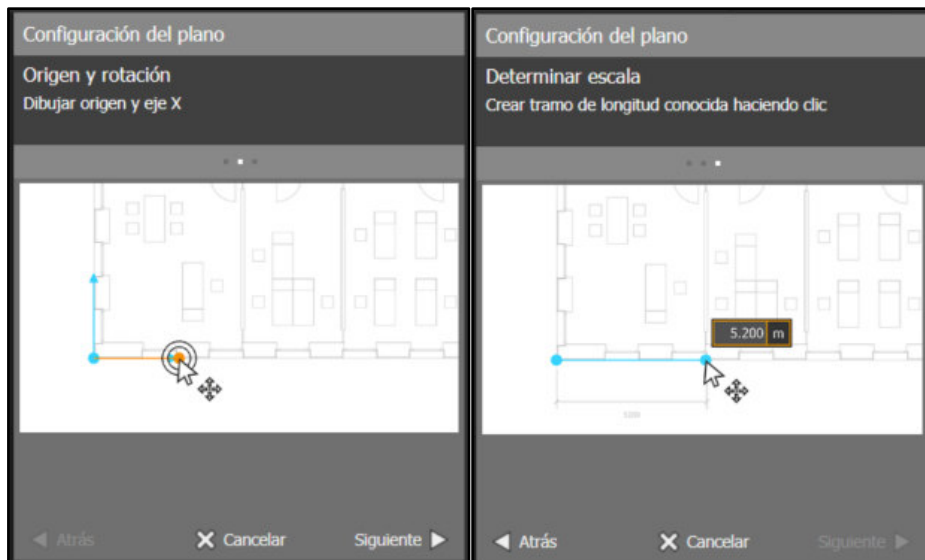 Configuración del plano
Origen y rotación
Dibujar origen y eje X
Atrás
Cancelar
Siguiente
Configuración del plano
Determinar escala
Crear tramo de longitud conocida haciendo clic
5.200 m
Atrás
Cancelar
Siguiente